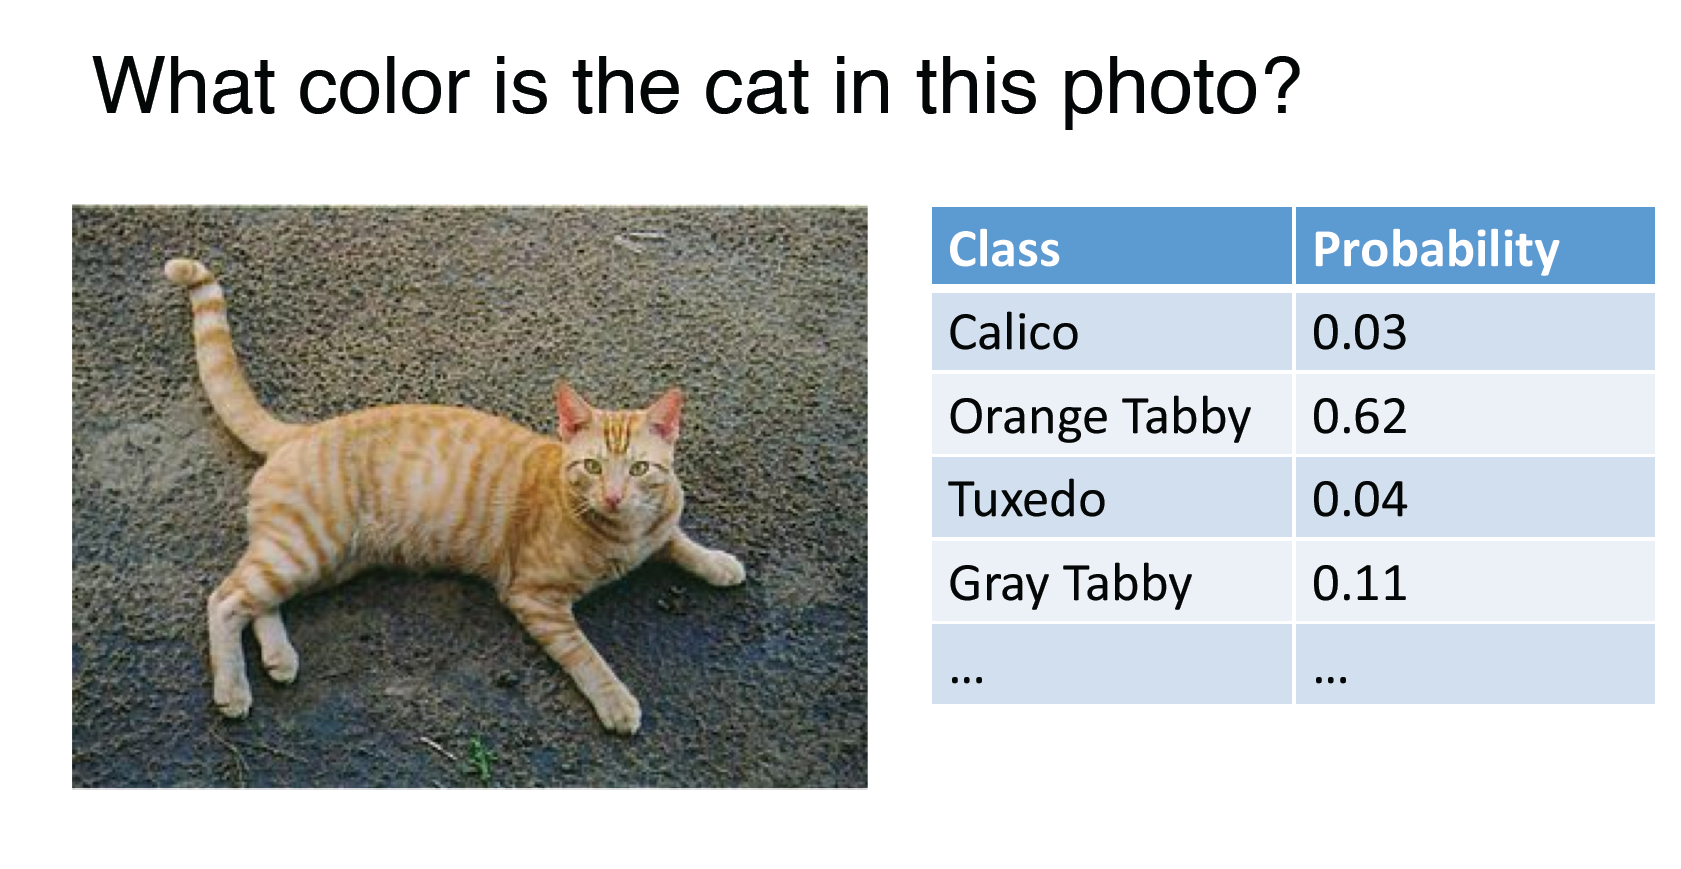 What color is the cat in this photo?
Class Probability
Calico 0.03
Orange Tabby 0.62
Tuxedo 0.04
Gray Tabby 0.11
... ...